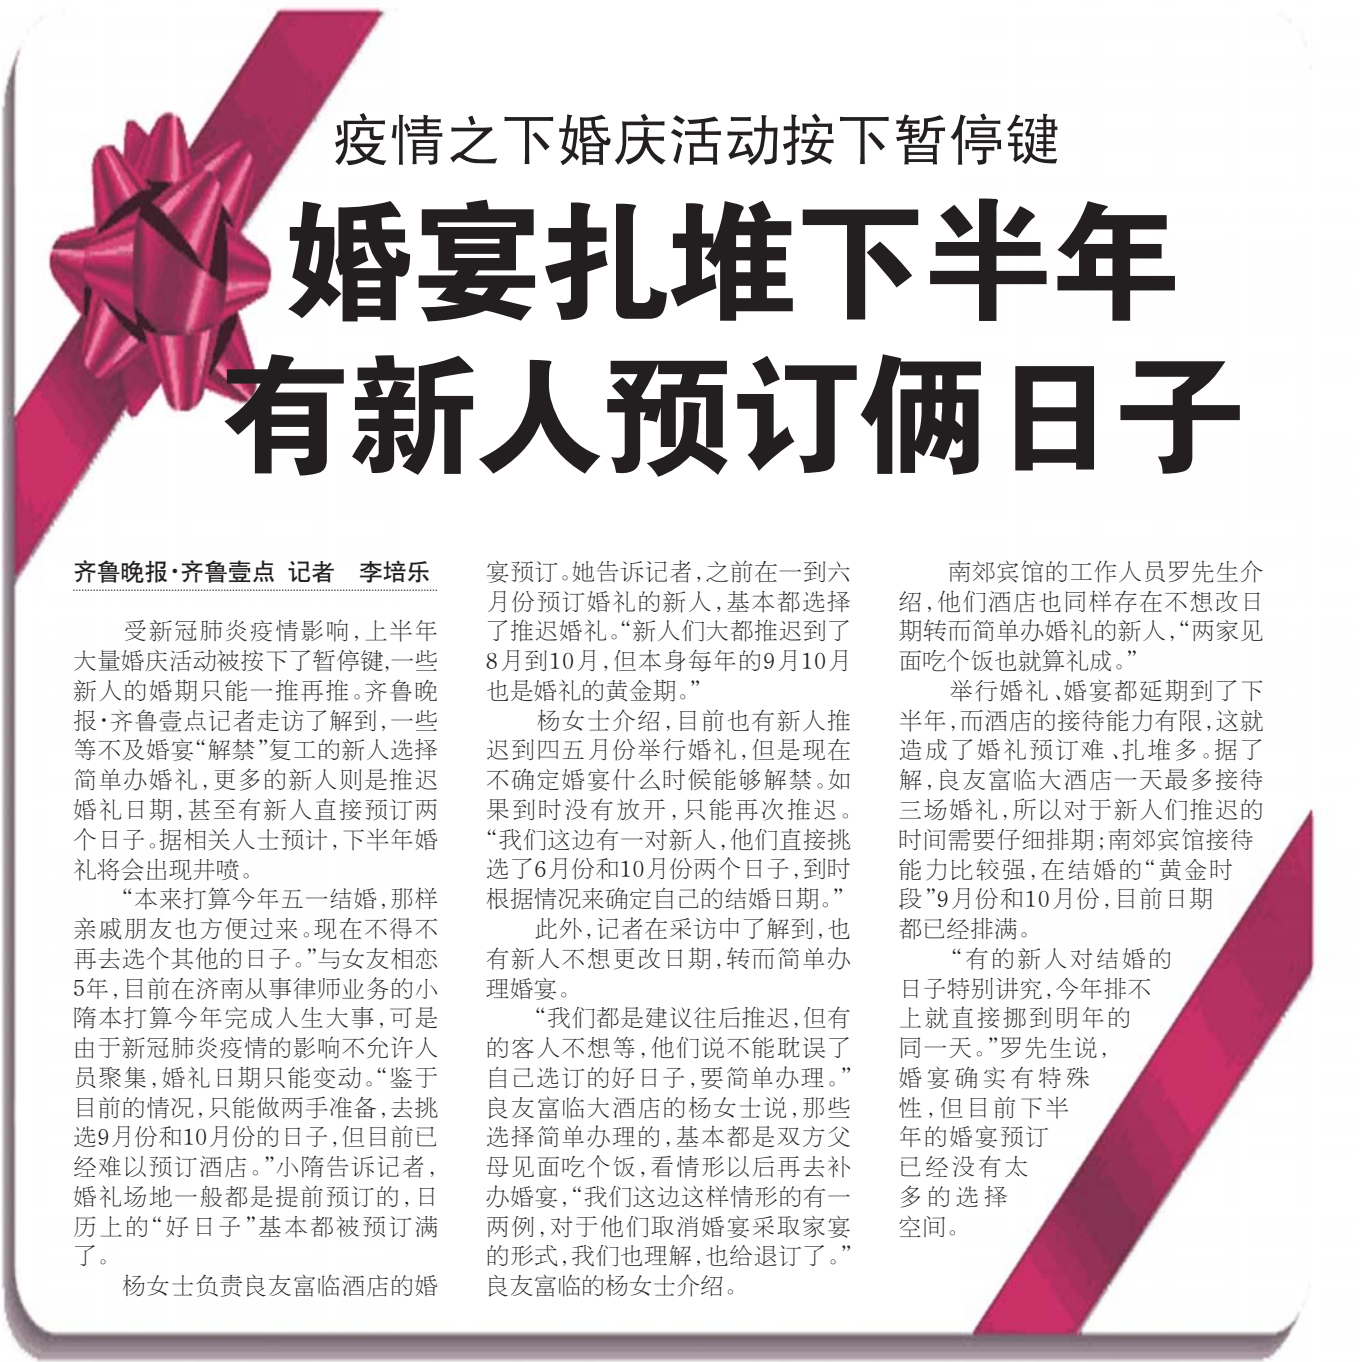 疫情之下婚庆活动按下暂停键
婚宴扎堆下半年
有新人预订俩日子
齐鲁晚报·齐鲁壹点 记者 李培乐
受新冠肺炎疫情影响,上半年
大量婚庆活动被按下了暂停键,一些
新人的婚期只能一推再推。齐鲁晚
报·齐鲁壹点记者走访了解到,一些
等不及婚宴“解禁”复工的新人选择
简单办婚礼,更多的新人则是推迟
婚礼日期,甚至有新人直接预订两
个日子。据相关人士预计,下半年婚
礼将会出现井喷。
“本来打算今年五一结婚,那样
亲戚朋友也方便过来。现在不得不
再去选个其他的日子。”与女友相恋
5年,目前在济南从事律师业务的小
隋本打算今年完成人生大事,可是
由于新冠肺炎疫情的影响不允许人
员聚集,婚礼日期只能变动。“鉴于
目前的情况,只能做两手准备,去挑
选9月份和10月份的日子,但目前已
经难以预订酒店。”小隋告诉记者,
婚礼场地一般都是提前预订的,日
历上的“好日子”基本都被预订满
了。
杨女士负责良友富临酒店的婚
宴预订。她告诉记者,之前在一到六
月份预订婚礼的新人,基本都选择
了推迟婚礼。“新人们大都推迟到了
8月到10月,但本身每年的9月10月
也是婚礼的黄金期。”
杨女士介绍,目前也有新人推
迟到四五月份举行婚礼,但是现在
不确定婚宴什么时候能够解禁。如
果到时没有放开,只能再次推迟。
“我们这边有一对新人,他们直接挑
选了6月份和10月份两个日子,到时
根据情况来确定自己的结婚日期。”
此外,记者在采访中了解到,也
有新人不想更改日期,转而简单办
理婚宴。
“我们都是建议往后推迟,但有
的客人不想等,他们说不能耽误了
自己选订的好日子,要简单办理。”
良友富临大酒店的杨女士说,那些
选择简单办理的,基本都是双方父
母见面吃个饭,看情形以后再去补
办婚宴,“我们这边这样情形的有一
两例,对于他们取消婚宴采取家宴
的形式,我们也理解,也给退订了。”
良友富临的杨女士介绍。
南郊宾馆的工作人员罗先生介
绍,他们酒店也同样存在不想改日
期转而简单办婚礼的新人,“两家见
面吃个饭也就算礼成。”
举行婚礼、婚宴都延期到了下
半年,而酒店的接待能力有限,这就
造成了婚礼预订难、扎堆多。据了
解,良友富临大酒店一天最多接待
三场婚礼,所以对于新人们推迟的
时间需要仔细排期;南郊宾馆接待
能力比较强,在结婚的“黄金时
段”9月份和10月份,目前日期
都已经排满。
“有的新人对结婚的
日子特别讲究,今年排不
上就直接挪到明年的
同一天。”罗先生说,
婚宴确实有特殊
性,但目前下半
年的婚宴预订
已经没有太
多的选择
空间。